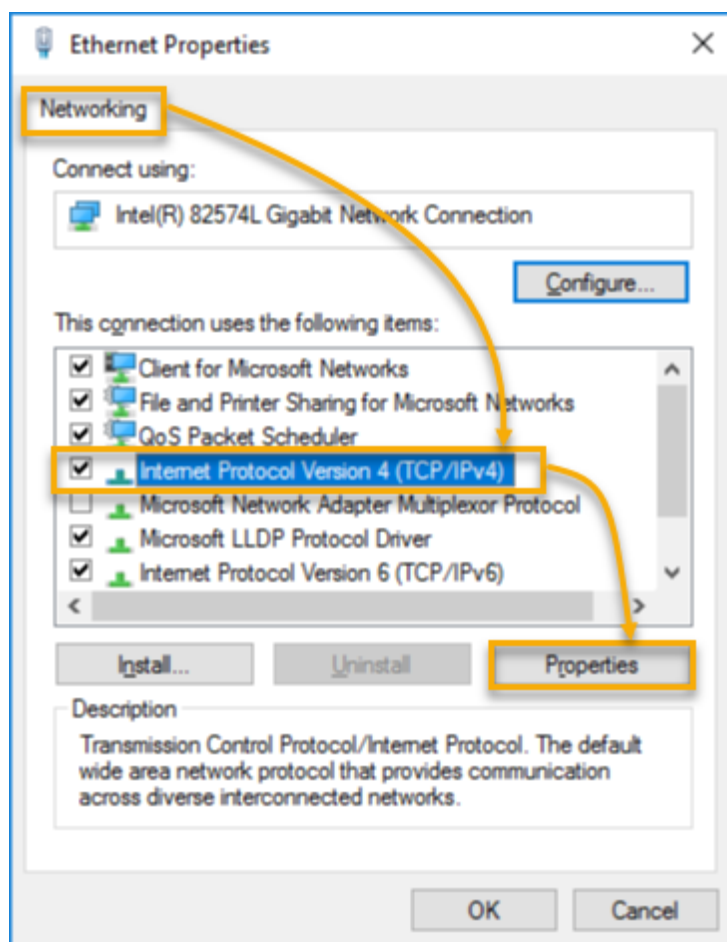 Ethernet Properties
Networking
Connect using:
Intel(R) 82574L Gigabit Network Connection
Configure...
This connection uses the following items:
Client for Microsoft Networks
File and Printer Sharing for Microsoft Networks
QoS Packet Scheduler
Internet Protocol Version 4 (TCP/IPv4)
Microsoft Network Adapter Multiplexor Protocol
Microsoft LLDP Protocol Driver
Internet Protocol Version 6 (TCP/IPv6)
Install...
Uninstall
Properties
Description
Transmission Control Protocol/Internet Protocol. The default
wide area network protocol that provides communication
across diverse interconnected networks.
OK
Cancel